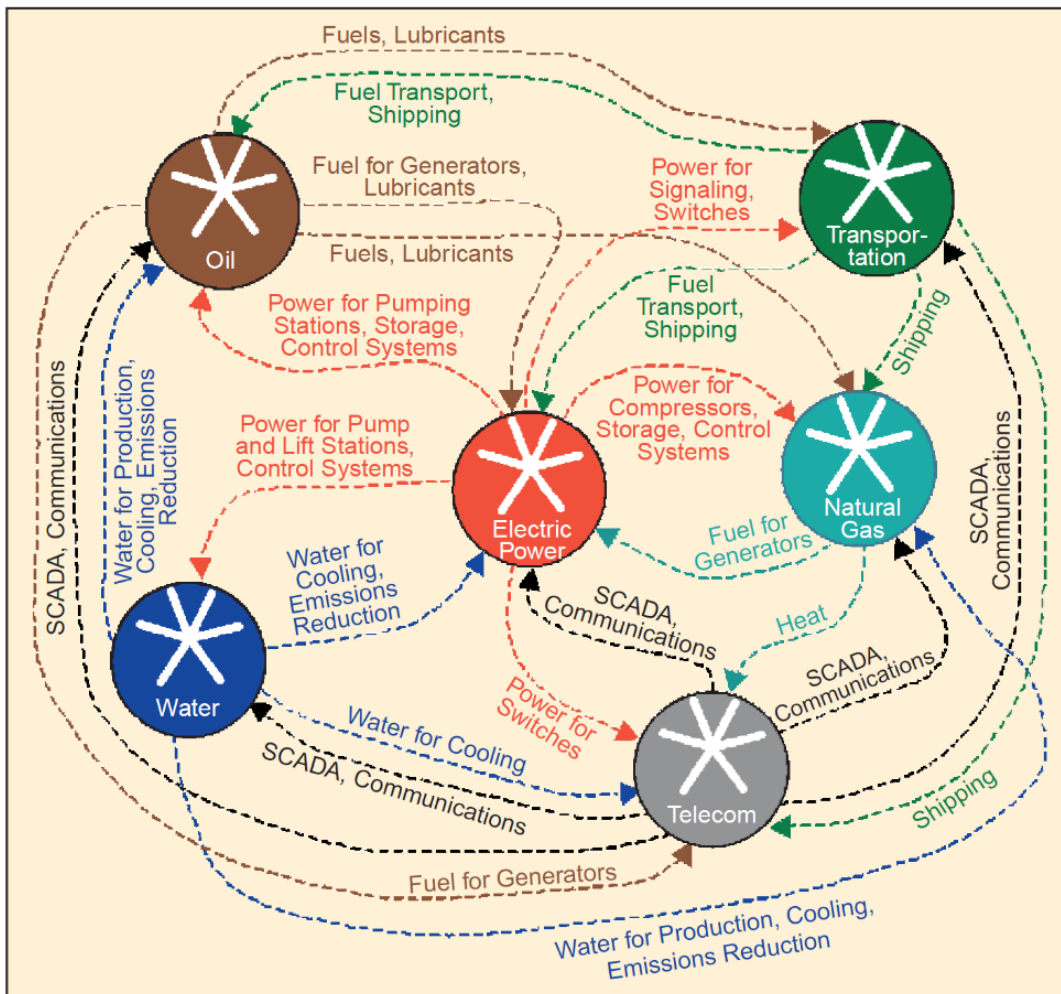 Fuels, Lubricants
Fuel Transport,
Shipping
Fuel for Generators,
Lubricants
Power for
Signaling,
Switches
Oil
Fuels, Lubricants
Transpor-
tation
Fuel
Transport,
Shipping
Power for Pumping
Stations, Storage,
Control Systems
Shipping
Power for
Compressors,
Storage, Control
Systems
Power for Pump
and Lift Stations,
Control Systems
SCADA, Communications
Water for Production,
Cooling, Emissions
Reduction
SCADA,
Communications
Electric
Power
Natural
Gas
Fuel for
Generators
Water for
Cooling,
Emissions
Reduction
SCADA,
Communications
Heat
SCADA,
Communications
Water
Power for
Switches
Water for Cooling
SCADA, Communications
Telecom
Shipping
Fuel for Generators
Water for Production, Cooling,
Emissions Reduction